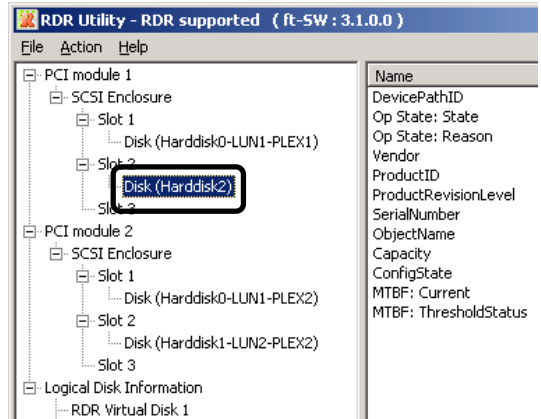 RDR Utility - RDR supported ( ft-SW : 3.1.0.0 )
File Action Help
PCI module 1
SCSI Enclosure
Slot 1
Disk (Harddisk0-LUN1-PLEX1)
Slot 2
Disk (Harddisk2)
Slot 3
PCI module 2
SCSI Enclosure
Slot 1
Disk (Harddisk0-LUN1-PLEX2)
Slot 2
Disk (Harddisk1-LUN2-PLEX2)
Slot 3
Logical Disk Information
RDR Virtual Disk 1
Name
DevicePathID
Op State: State
Op State: Reason
Vendor
ProductID
ProductRevisionLevel
SerialNumber
ObjectName
Capacity
ConfigState
MTBF: Current
MTBF: ThresholdStatus